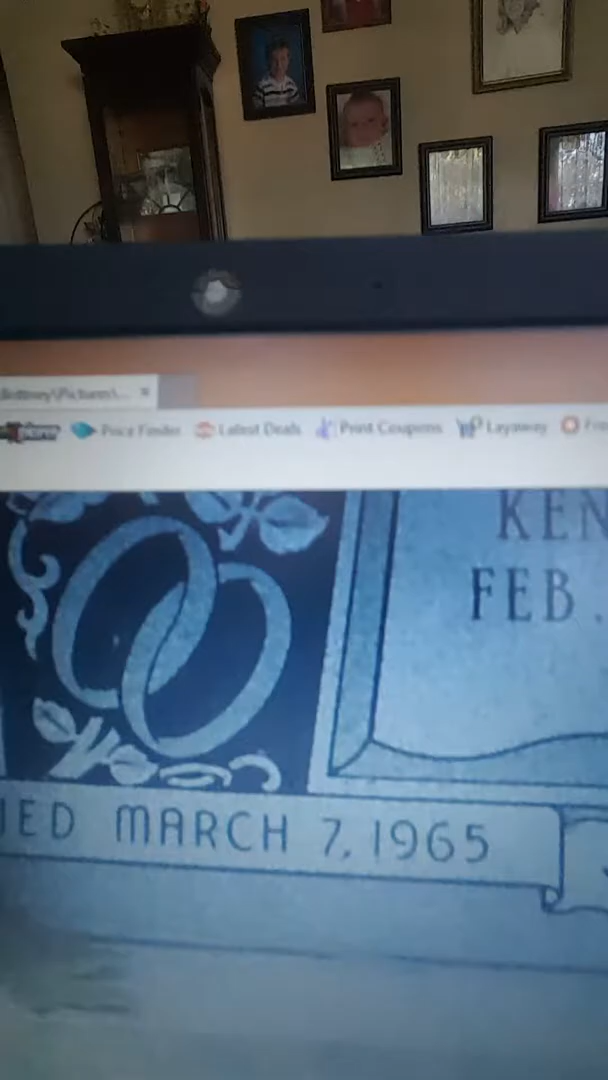 Price Finder Latest Deals Print Coupons Layaway
KEN
FEB.
IED MARCH 7, 1965